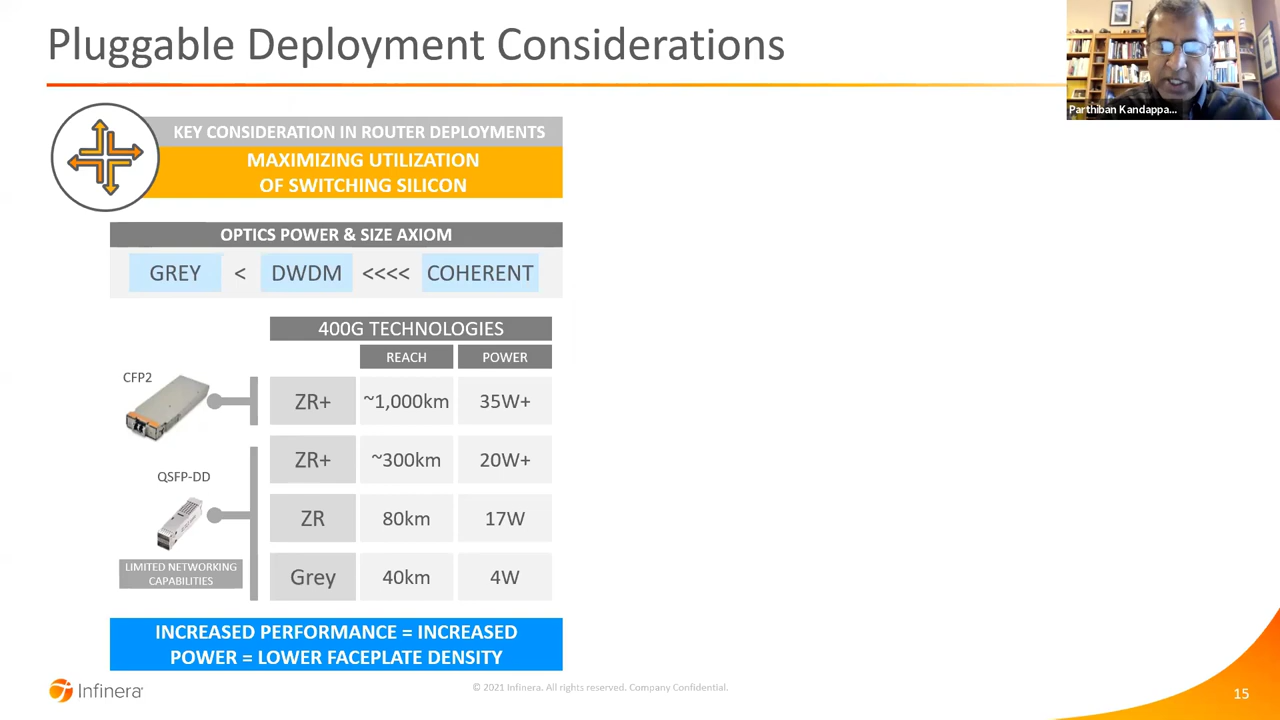 Pluggable Deployment Considerations
Parthiban Kandappa...
KEY CONSIDERATION IN ROUTER DEPLOYMENTS
MAXIMIZING UTILIZATION
OF SWITCHING SILICON
OPTICS POWER & SIZE AXIOM
GREY < DWDM <<<< COHERENT
400G TECHNOLOGIES
REACH POWER
CFP2
ZR+ ~1,000km 35W+
ZR+ ~300km 20W+
QSFP-DD
ZR 80km 17W
LIMITED NETWORKING
CAPABILITIES
Grey 40km 4W
INCREASED PERFORMANCE = INCREASED
POWER = LOWER FACEPLATE DENSITY
Infinera
© 2021 Infinera. All rights reserved. Company Confidential.
15